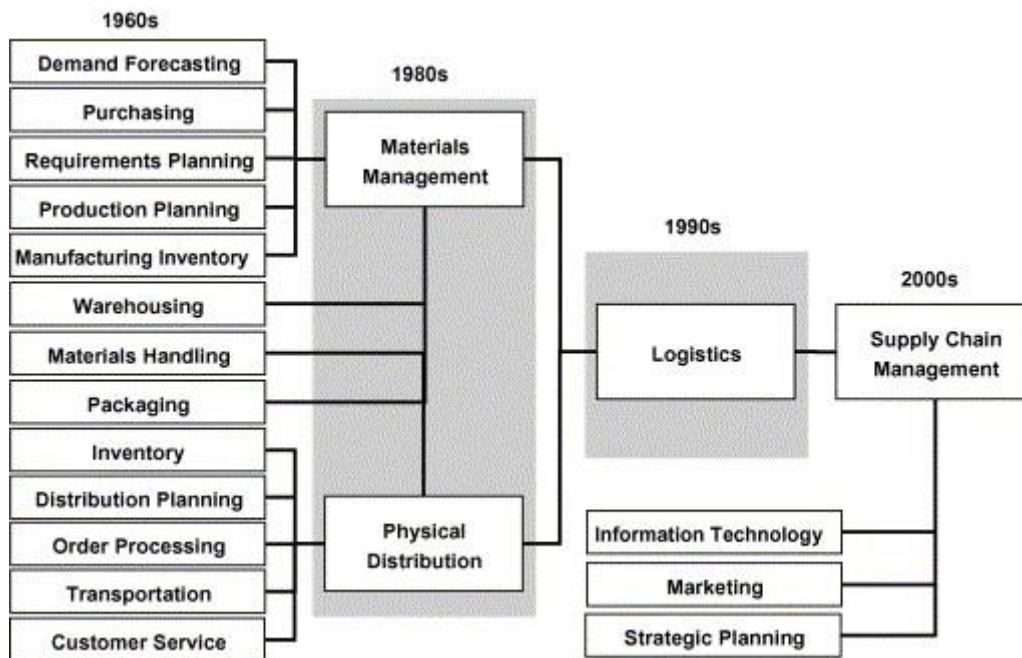 1960s
Demand Forecasting
Purchasing
Requirements Planning
Production Planning
Manufacturing Inventory
Warehousing
Materials Handling
Packaging
Inventory
Distribution Planning
Order Processing
Transportation
Customer Service
1980s
Materials
Management
Physical
Distribution
1990s
Logistics
2000s
Supply Chain
Management
Information Technology
Marketing
Strategic Planning